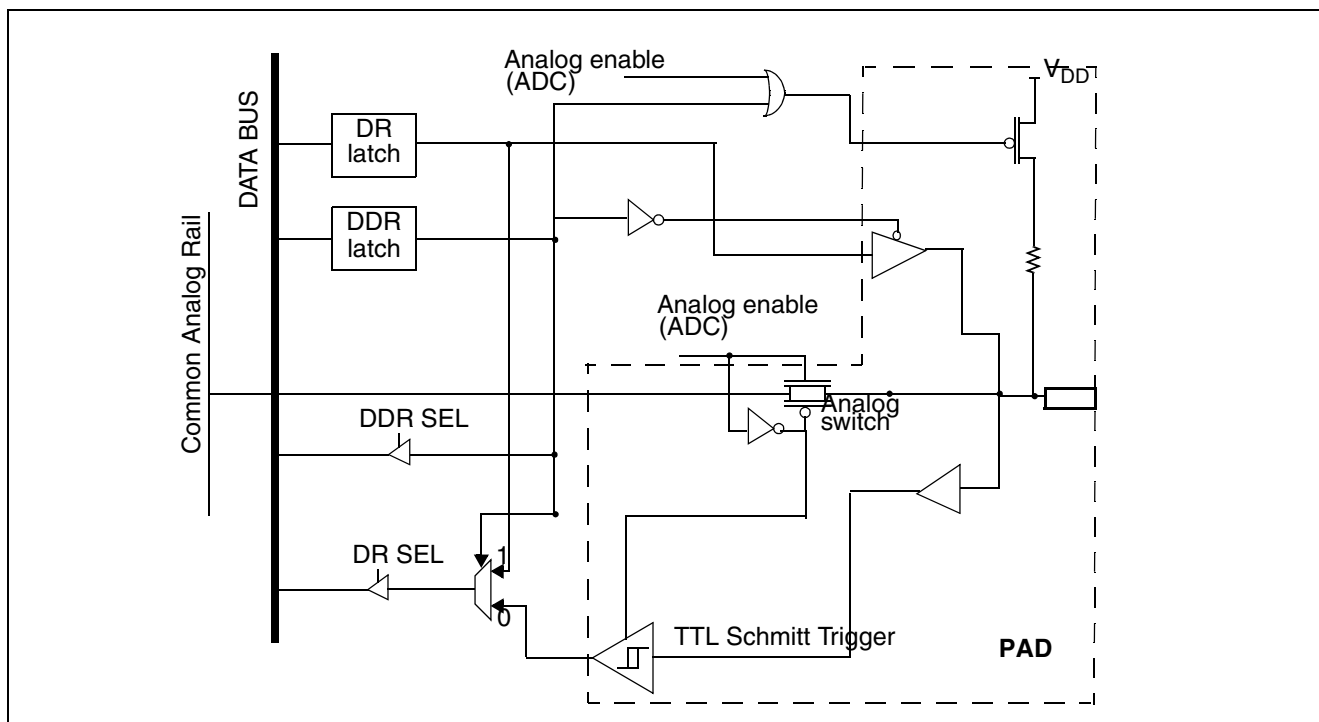 Analog enable
(ADC)
VDD
DATA BUS
DR
latch
DDR
latch
Common Analog Rail
Analog enable
(ADC)
Analog
switch
DDR SEL
DR SEL
1
0
TTL Schmitt Trigger
PAD